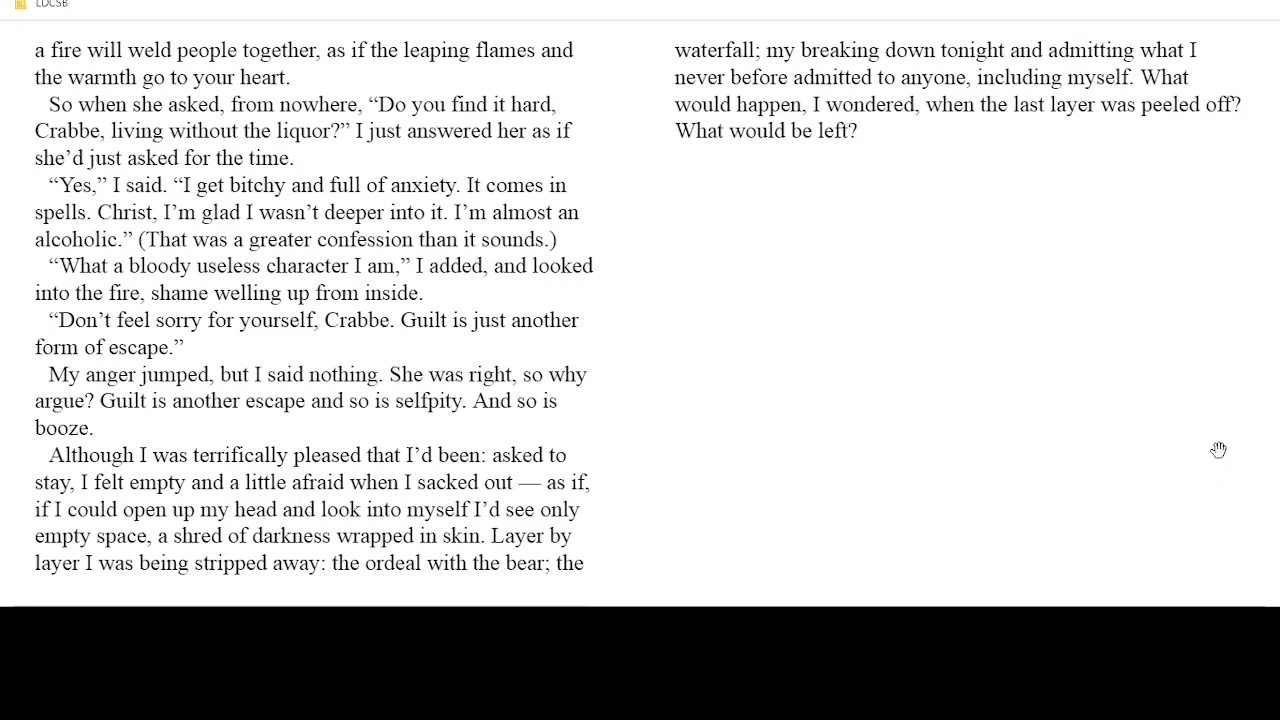 LDCSB
a fire will weld people together, as if the leaping flames and
the warmth go to your heart.
So when she asked, from nowhere, “Do you find it hard,
Crabbe, living without the liquor?” I just answered her as if
she’d just asked for the time.
“Yes,” I said. “I get bitchy and full of anxiety. It comes in
spells. Christ, I’m glad I wasn’t deeper into it. I’m almost an
alcoholic.” (That was a greater confession than it sounds.)
“What a bloody useless character I am,” I added, and looked
into the fire, shame welling up from inside.
“Don’t feel sorry for yourself, Crabbe. Guilt is just another
form of escape.”
My anger jumped, but I said nothing. She was right, so why
argue? Guilt is another escape and so is selfpity. And so is
booze.
Although I was terrifically pleased that I’d been: asked to
stay, I felt empty and a little afraid when I sacked out — as if,
if I could open up my head and look into myself I’d see only
empty space, a shred of darkness wrapped in skin. Layer by
layer I was being stripped away: the ordeal with the bear; the
waterfall; my breaking down tonight and admitting what I
never before admitted to anyone, including myself. What
would happen, I wondered, when the last layer was peeled off?
What would be left?